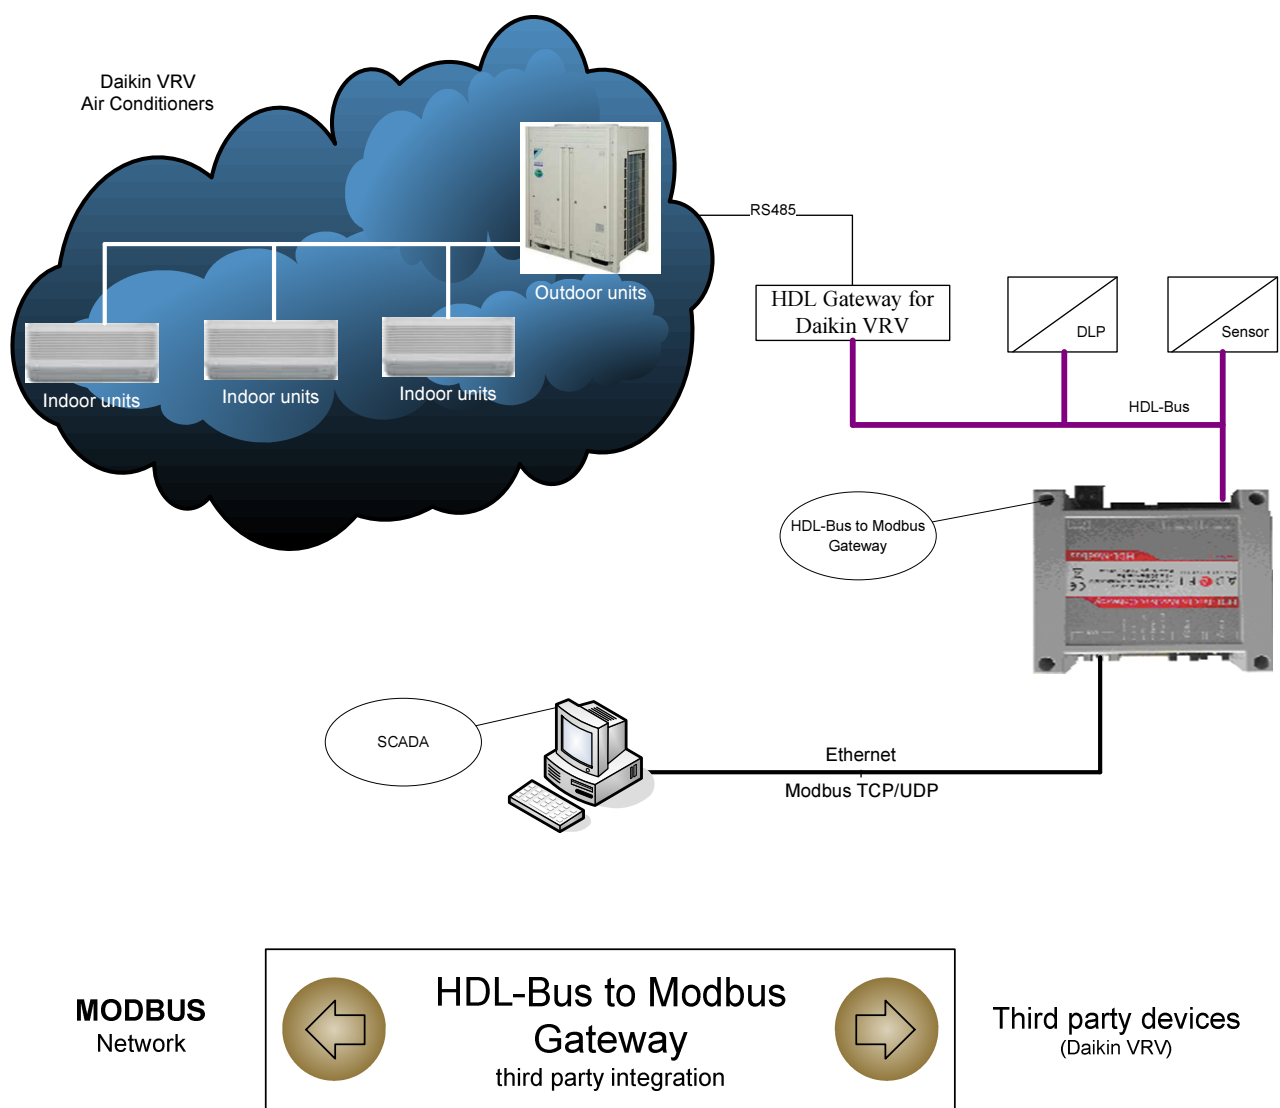 Daikin VRV
Air Conditioners
Outdoor units
Indoor units
Indoor units
Indoor units
RS485
HDL Gateway for
Daikin VRV
DLP
Sensor
HDL-Bus
HDL-Bus to Modbus
Gateway
HDL-Modbus
SCADA
Ethernet
Modbus TCP/UDP
MODBUS
Network
HDL-Bus to Modbus
Gateway
third party integration
Third party devices
(Daikin VRV)